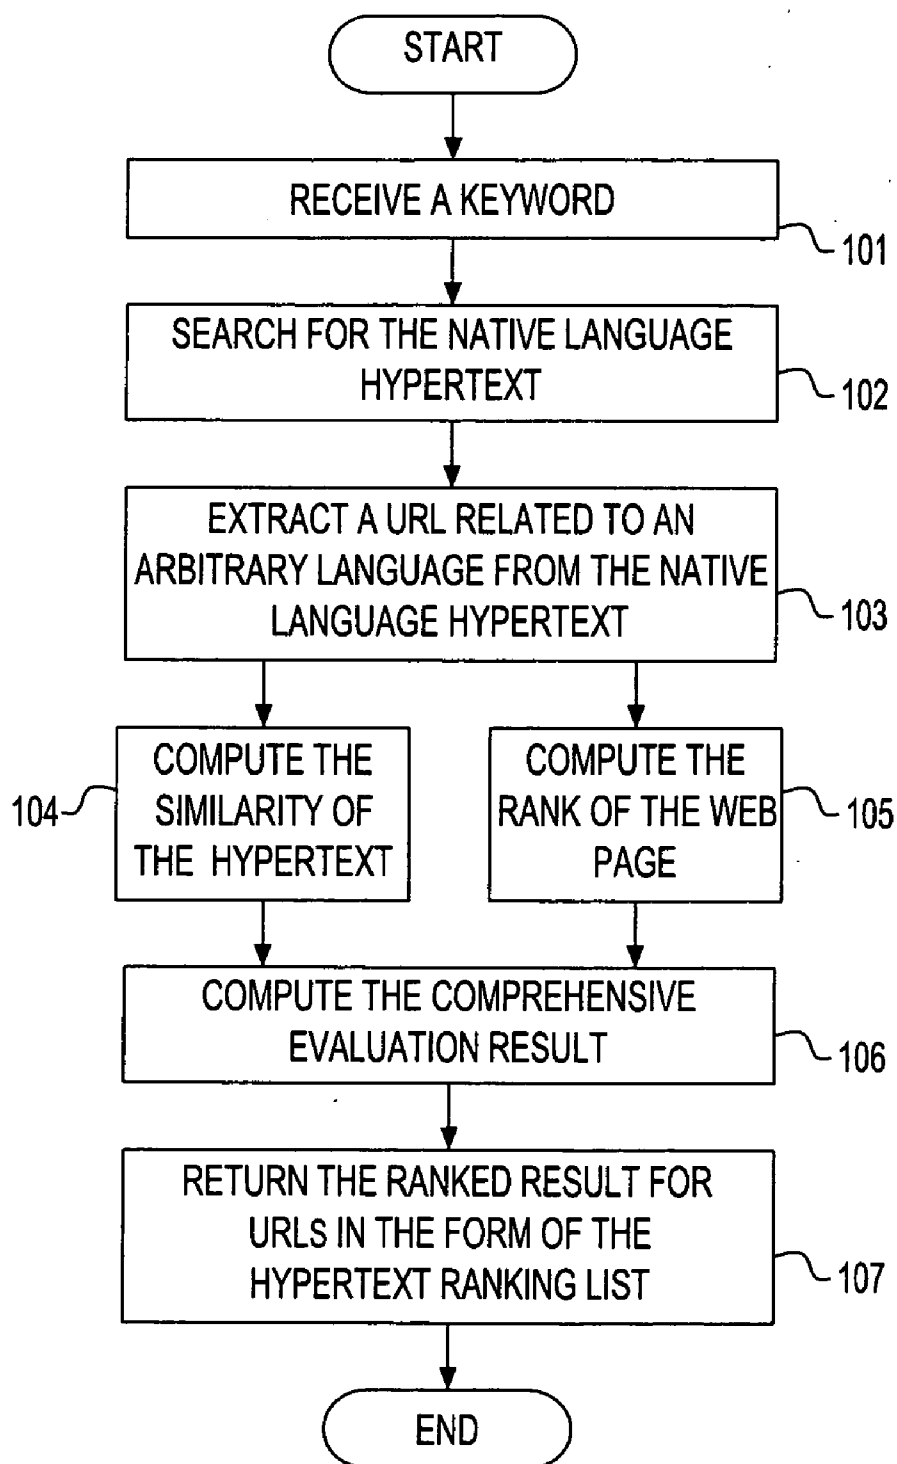 START
RECEIVE A KEYWORD
101
SEARCH FOR THE NATIVE LANGUAGE
HYPERTEXT
102
EXTRACT A URL RELATED TO AN
ARBITRARY LANGUAGE FROM THE NATIVE
LANGUAGE HYPERTEXT
103
COMPUTE THE
SIMILARITY OF
THE HYPERTEXT
104
COMPUTE THE
RANK OF THE WEB
PAGE
105
COMPUTE THE COMPREHENSIVE
EVALUATION RESULT
106
RETURN THE RANKED RESULT FOR
URLs IN THE FORM OF THE
HYPERTEXT RANKING LIST
107
END